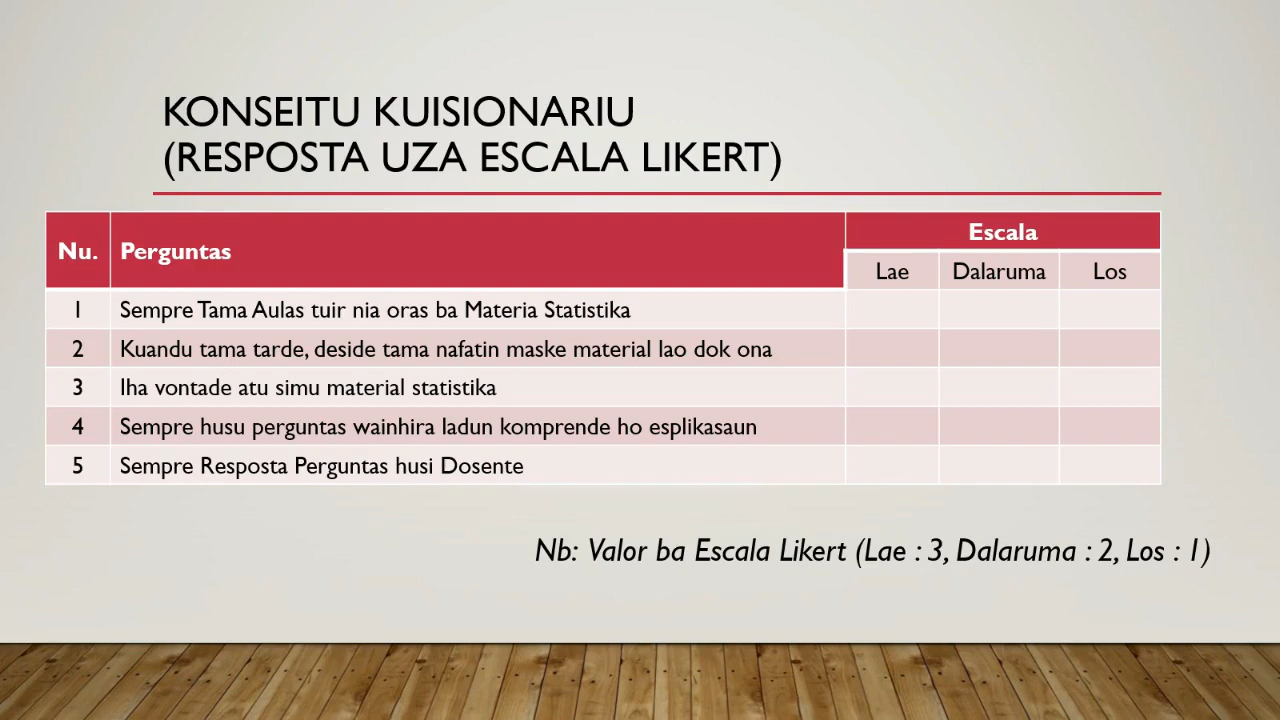 KONSEITU KUISIONARIU
(RESPOSTA UZA ESCALA LIKERT)
Nu. Perguntas Escala
Lae Dalaruma Los
1 Sempre Tama Aulas tuir nia oras ba Materia Statistika
2 Kuandu tama tarde, deside tama nafatin maske material lao dok ona
3 Iha vontade atu simu material statistika
4 Sempre husu perguntas wainhira ladun komprende ho esplikasaun
5 Sempre Resposta Perguntas husi Dosente
Nb: Valor ba Escala Likert (Lae : 3, Dalaruma : 2, Los : 1)